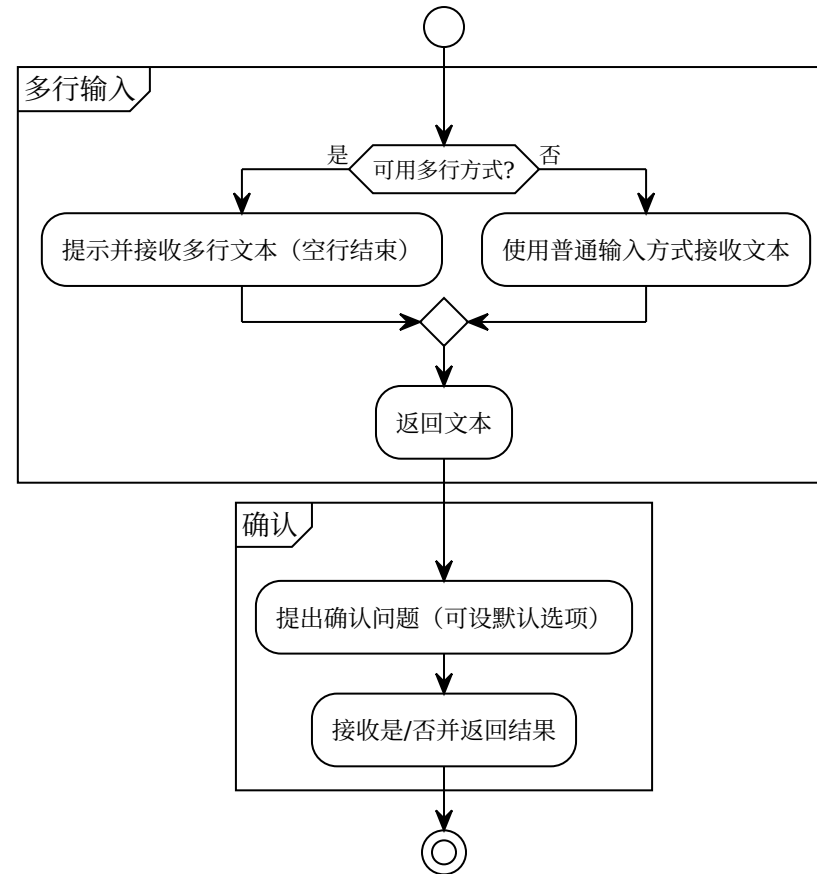 多行输入
可用多行方式?
是
否
提示并接收多行文本（空行结束）
使用普通输入方式接收文本
返回文本
确认
提出确认问题（可设默认选项）
接收是/否并返回结果